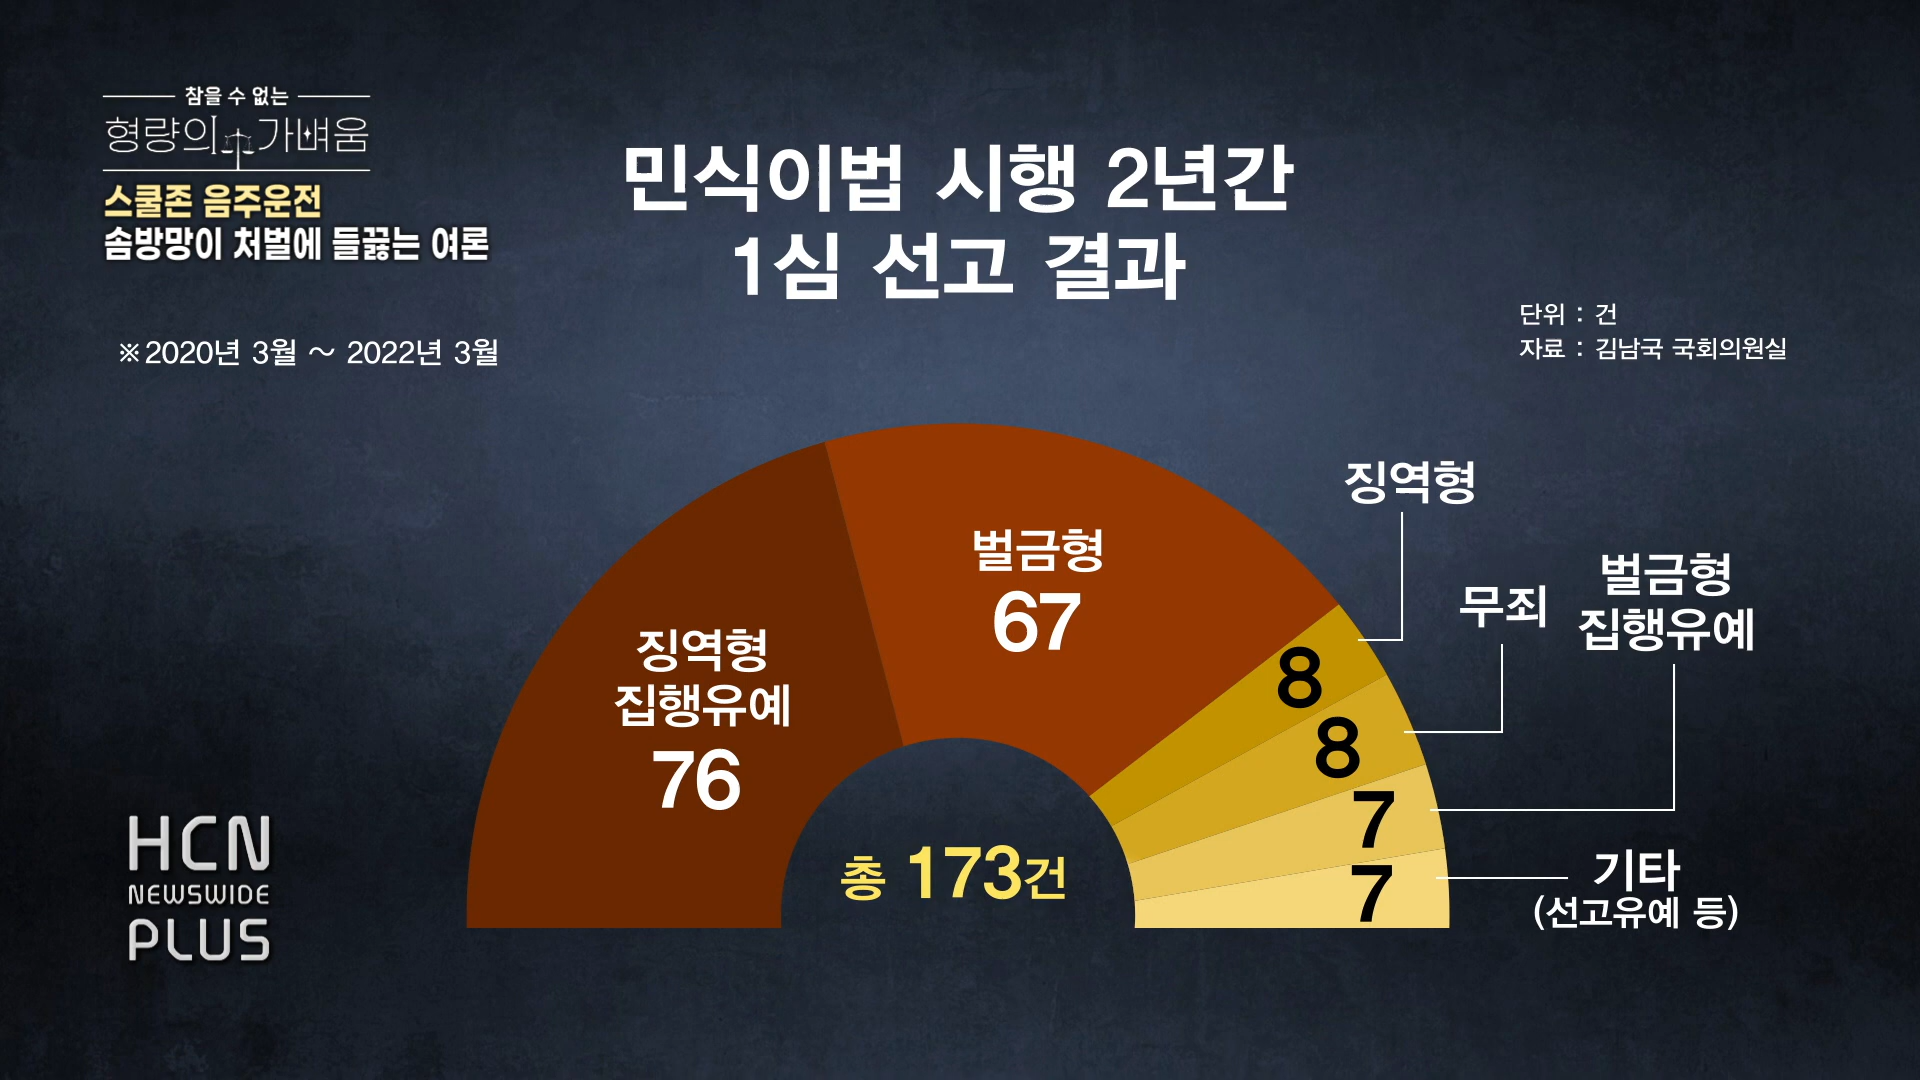 참을 수 없는
형량의 가벼움
스쿨존 음주운전
솜방망이 처벌에 들끓는 여론
민식이법 시행 2년간
1심 선고 결과
※2020년 3월 ~ 2022년 3월
단위 : 건
자료 : 김남국 국회의원실
징역형
집행유예
76
벌금형
67
징역형
8
무죄
8
벌금형
집행유예
7
기타
(선고유예 등)
7
총 173건
HCN
NEWSWIDE
PLUS